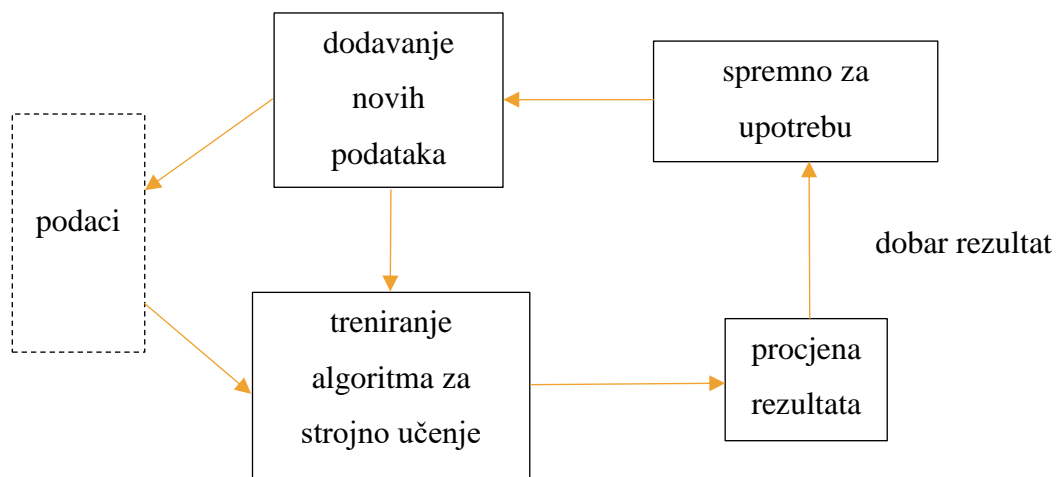 dodavanje
novih
podataka
spremno za
upotrebu
podaci
dobar rezultat
treniranje
algoritma za
strojno učenje
procjena
rezultata